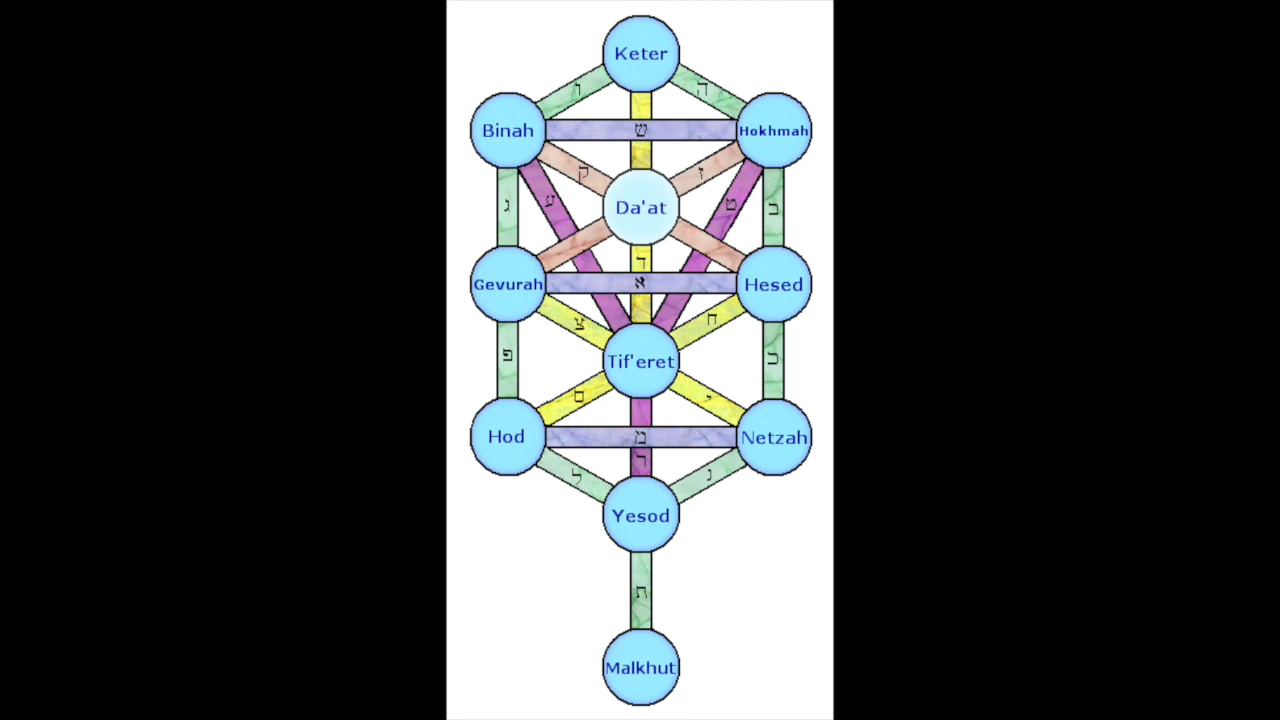 Keter
ו ה
Binah ש Hokhmah
ק ז
ג ע Da'at ט ב
ד
Gevurah א Hesed
צ ח
פ Tif'eret כ
ס י
Hod מ Netzah
ר
ל נ
Yesod
ת
Malkhut